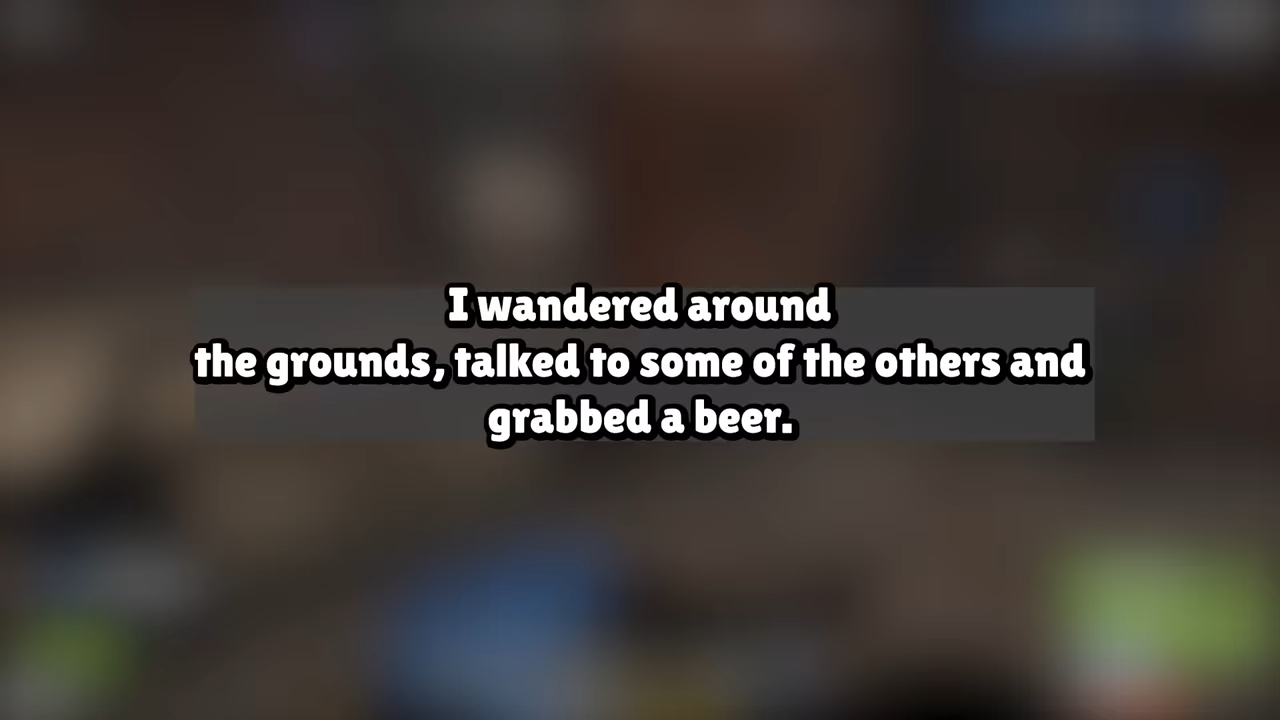 I wandered around
the grounds, talked to some of the others and
grabbed a beer.